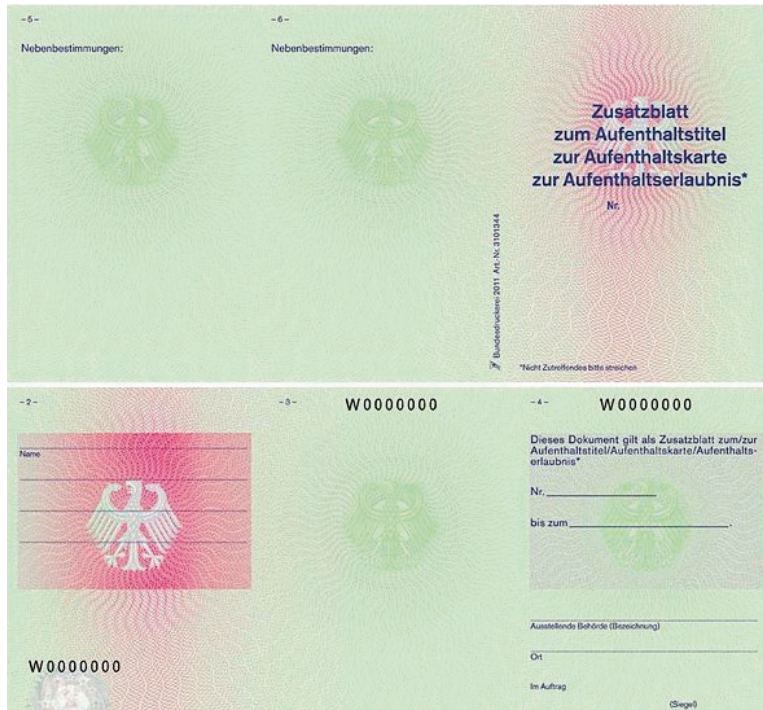 -5-
Nebenbestimmungen:
-6-
Nebenbestimmungen:
Zusatzblatt
zum Aufenthaltstitel
zur Aufenthaltskarte
zur Aufenthaltserlaubnis*
Nr.
Bundesdruckerei 2011 Art.-Nr. 3101344
*Nicht Zutreffendes bitte streichen
-2-
Name
W0000000
-3-
W0000000
-4-
W0000000
Dieses Dokument gilt als Zusatzblatt zum/zur
Aufenthaltstitel/Aufenthaltskarte/Aufenthalts-
erlaubnis*
Nr.
bis zum .
Ausstellende Behörde (Bezeichnung)
Ort
Im Auftrag
(Siegel)